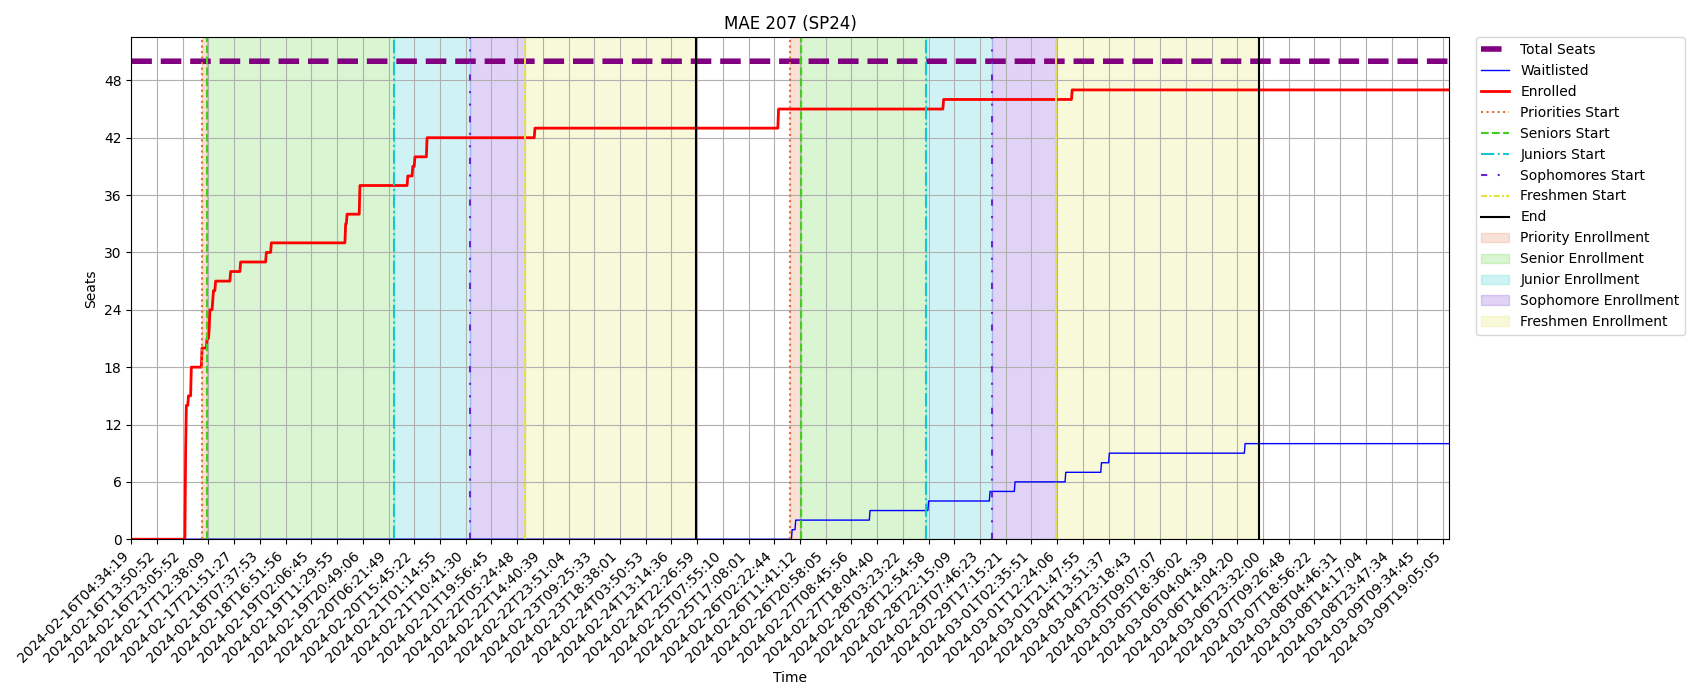 MAE 207 (SP24)
Total Seats
Waitlisted
Enrolled
Priorities Start
Seniors Start
Juniors Start
Sophomores Start
Freshmen Start
End
Priority Enrollment
Senior Enrollment
Junior Enrollment
Sophomore Enrollment
Freshmen Enrollment
Seats
48
42
36
30
24
18
12
6
0
2024-02-16T04:34:19
2024-02-16T13:50:52
2024-02-16T23:05:52
2024-02-17T12:38:09
2024-02-17T21:51:27
2024-02-18T07:37:53
2024-02-18T16:51:56
2024-02-19T02:06:45
2024-02-19T11:29:55
2024-02-19T20:49:06
2024-02-20T06:21:49
2024-02-20T15:45:22
2024-02-21T01:14:55
2024-02-21T10:41:30
2024-02-21T19:56:45
2024-02-22T05:24:48
2024-02-22T14:40:39
2024-02-22T23:51:04
2024-02-23T09:25:33
2024-02-23T18:38:01
2024-02-24T03:50:53
2024-02-24T13:14:36
2024-02-24T22:26:59
2024-02-25T07:55:10
2024-02-25T17:08:01
2024-02-26T02:22:44
2024-02-26T11:41:12
2024-02-26T20:58:05
2024-02-27T08:45:56
2024-02-27T18:04:40
2024-02-28T03:23:22
2024-02-28T12:54:58
2024-02-28T22:15:09
2024-02-29T07:46:23
2024-02-29T17:15:21
2024-03-01T02:35:51
2024-03-01T12:24:06
2024-03-01T21:47:55
2024-03-04T13:51:37
2024-03-04T23:18:43
2024-03-05T09:07:07
2024-03-05T18:36:02
2024-03-06T04:04:39
2024-03-06T14:04:20
2024-03-06T23:32:00
2024-03-07T09:26:48
2024-03-07T18:56:22
2024-03-08T04:46:31
2024-03-08T14:17:04
2024-03-08T23:47:34
2024-03-09T09:34:45
2024-03-09T19:05:05
Time